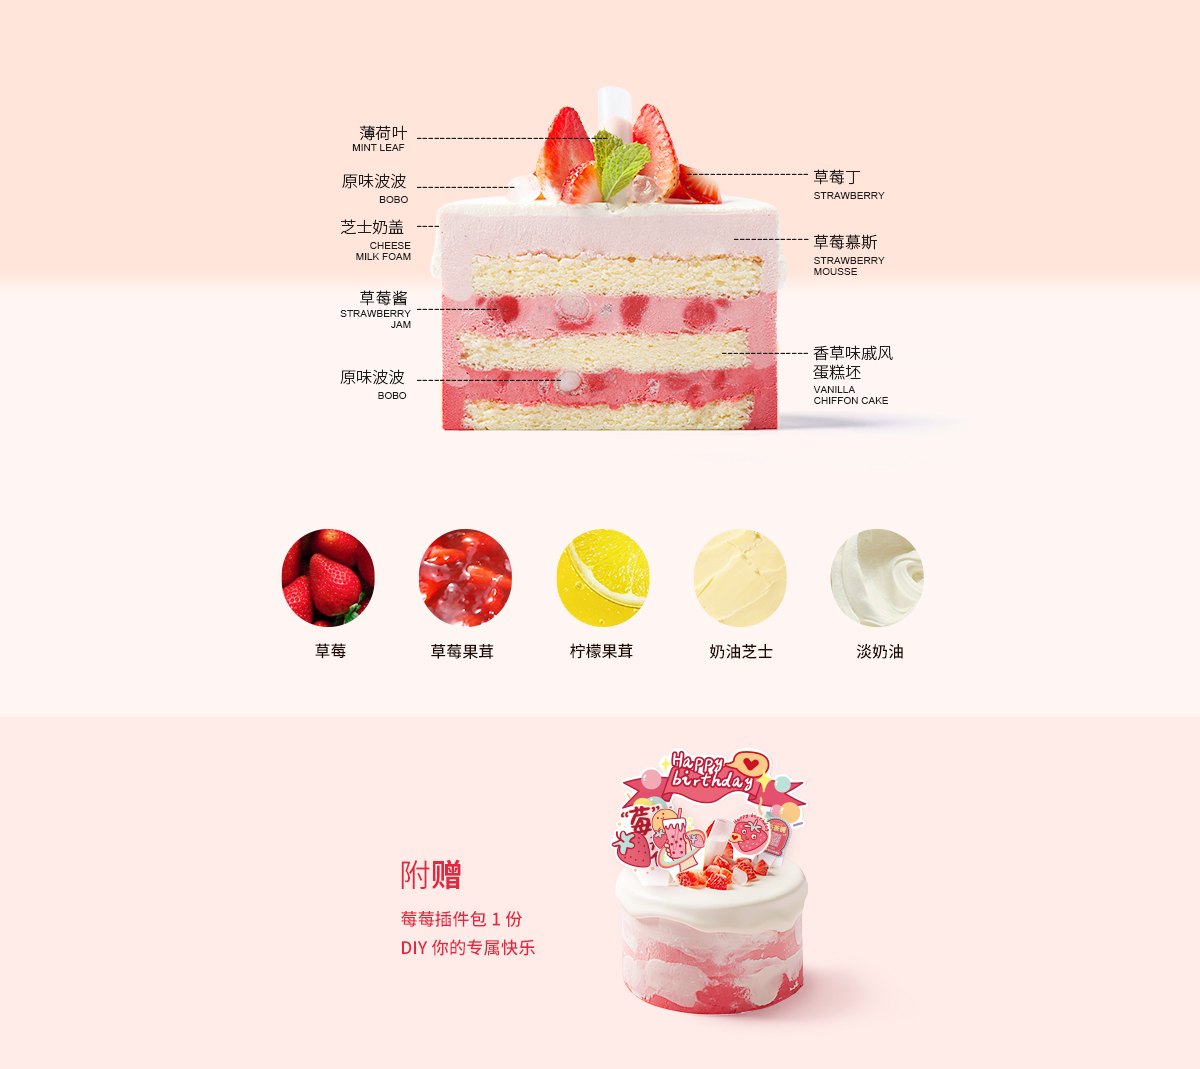 薄荷叶
MINT LEAF
原味波波
BOBO
芝士奶盖
CHEESE
MILK FOAM
草莓酱
STRAWBERRY
JAM
原味波波
BOBO
草莓丁
STRAWBERRY
草莓慕斯
STRAWBERRY
MOUSSE
香草味戚风
蛋糕坯
VANILLA
CHIFFON CAKE
草莓
草莓果茸
柠檬果茸
奶油芝士
淡奶油
Happy
birthday
“莓”
附赠
莓莓插件包 1 份
DIY 你的专属快乐